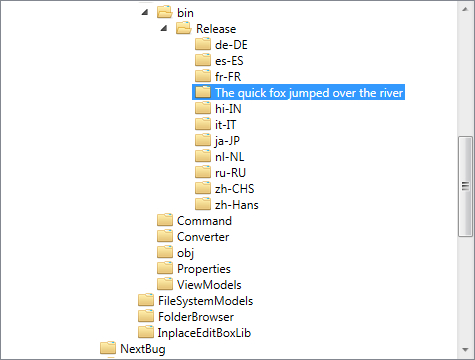 bin
Release
de-DE
es-ES
fr-FR
The quick fox jumped over the river
hi-IN
it-IT
ja-JP
nl-NL
ru-RU
zh-CHS
zh-Hans
Command
Converter
obj
Properties
ViewModels
FileSystemModels
FolderBrowser
InplaceEditBoxLib
NextBug